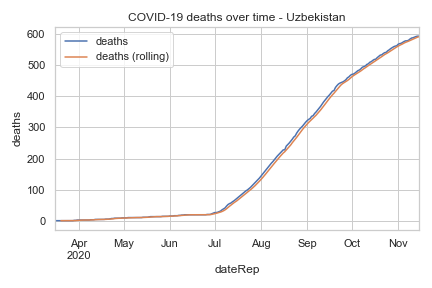 COVID-19 deaths over time - Uzbekistan
deaths
deaths (rolling)
600
500
400
300
200
100
0
deaths
Apr
2020
May
Jun
Jul
Aug
Sep
Oct
Nov
dateRep